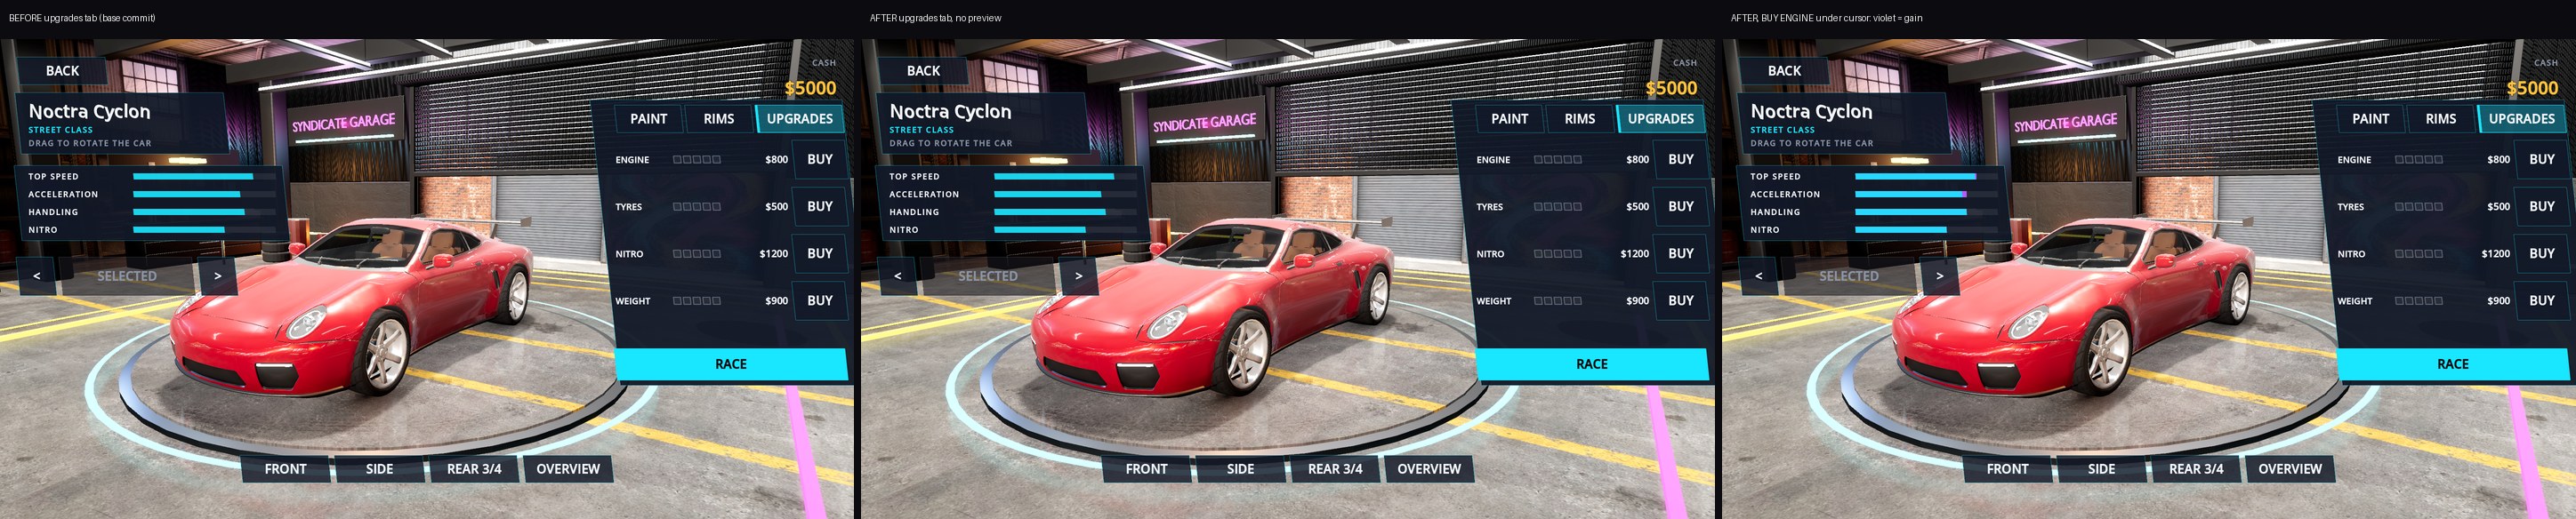 BEFORE upgrades tab (base commit)
BACK
CASH
$5000
Noctra Cyclon
STREET CLASS
DRAG TO ROTATE THE CAR
SYNDICATE GARAGE
PAINT RIMS UPGRADES
TOP SPEED
ACCELERATION
HANDLING
NITRO
ENGINE $800 BUY
TYRES $500 BUY
NITRO $1200 BUY
WEIGHT $900 BUY
< SELECTED >
RACE
FRONT SIDE REAR 3/4 OVERVIEW
AFTER upgrades tab, no preview
BACK
CASH
$5000
Noctra Cyclon
STREET CLASS
DRAG TO ROTATE THE CAR
SYNDICATE GARAGE
PAINT RIMS UPGRADES
TOP SPEED
ACCELERATION
HANDLING
NITRO
ENGINE $800 BUY
TYRES $500 BUY
NITRO $1200 BUY
WEIGHT $900 BUY
< SELECTED >
RACE
FRONT SIDE REAR 3/4 OVERVIEW
AFTER, BUY ENGINE under cursor: violet = gain
BACK
CASH
$5000
Noctra Cyclon
STREET CLASS
DRAG TO ROTATE THE CAR
SYNDICATE GARAGE
PAINT RIMS UPGRADES
TOP SPEED
ACCELERATION
HANDLING
NITRO
ENGINE $800 BUY
TYRES $500 BUY
NITRO $1200 BUY
WEIGHT $900 BUY
< SELECTED >
RACE
FRONT SIDE REAR 3/4 OVERVIEW